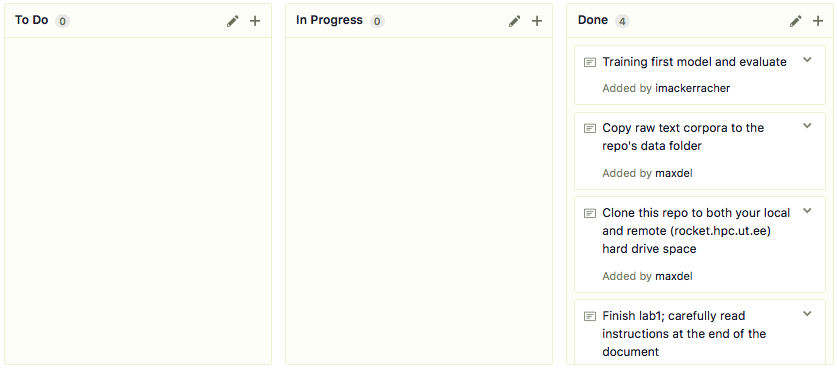 To Do 0
In Progress 0
Done 4
Training first model and evaluate
Added by imackerracher
Copy raw text corpora to the
repo's data folder
Added by maxdel
Clone this repo to both your local
and remote (rocket.hpc.ut.ee)
hard drive space
Added by maxdel
Finish lab1; carefully read
instructions at the end of the
document